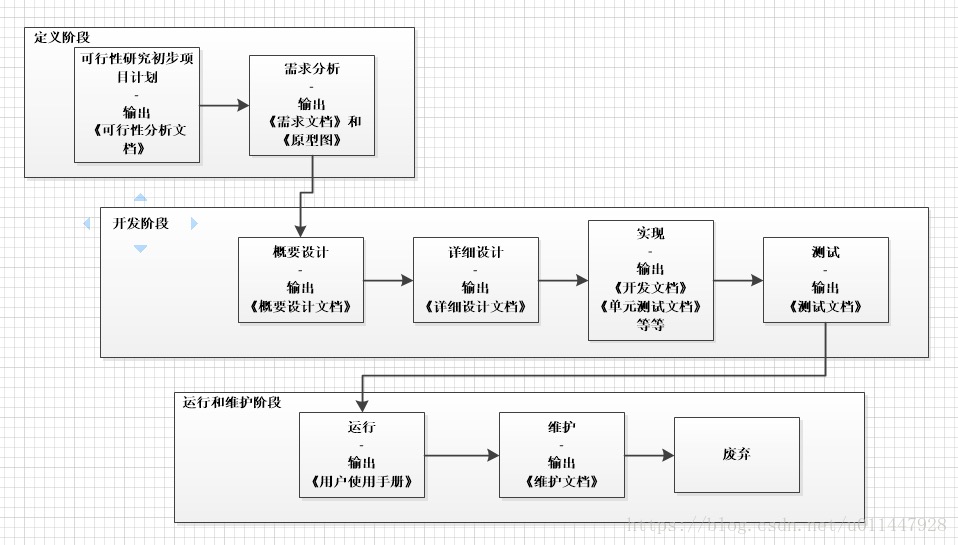 定义阶段
可行性研究初步项
目计划
-
输出
《可行性分析文
档》
需求分析
-
输出
《需求文档》和
《原型图》
开发阶段
概要设计
-
输出
《概要设计文档》
详细设计
-
输出
《详细设计文档》
实现
-
输出
《开发文档》
《单元测试文档》
等等
测试
-
输出
《测试文档》
运行和维护阶段
运行
-
输出
《用户使用手册》
维护
-
输出
《维护文档》
废弃
https://blog.csdn.net/u011447928